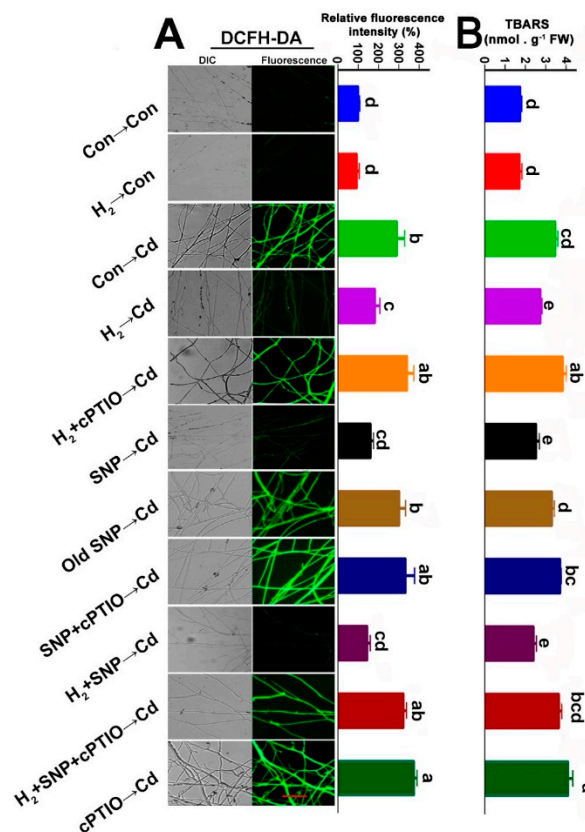 A
DCFH-DA
DIC Fluorescence
Relative fluorescence
intensity (%)
0 100 200 300 400
B
TBARS
(nmol . g⁻¹ FW)
0 1 2 3 4
Con→Con
d d
H₂→Con
d d
Con→Cd
b cd
H₂→Cd
c e
H₂+cPTIO→Cd
ab ab
SNP→Cd
cd e
Old SNP→Cd
b d
SNP+cPTIO→Cd
ab bc
H₂+SNP→Cd
cd e
H₂+SNP+cPTIO→Cd
ab bcd
cPTIO→Cd
a